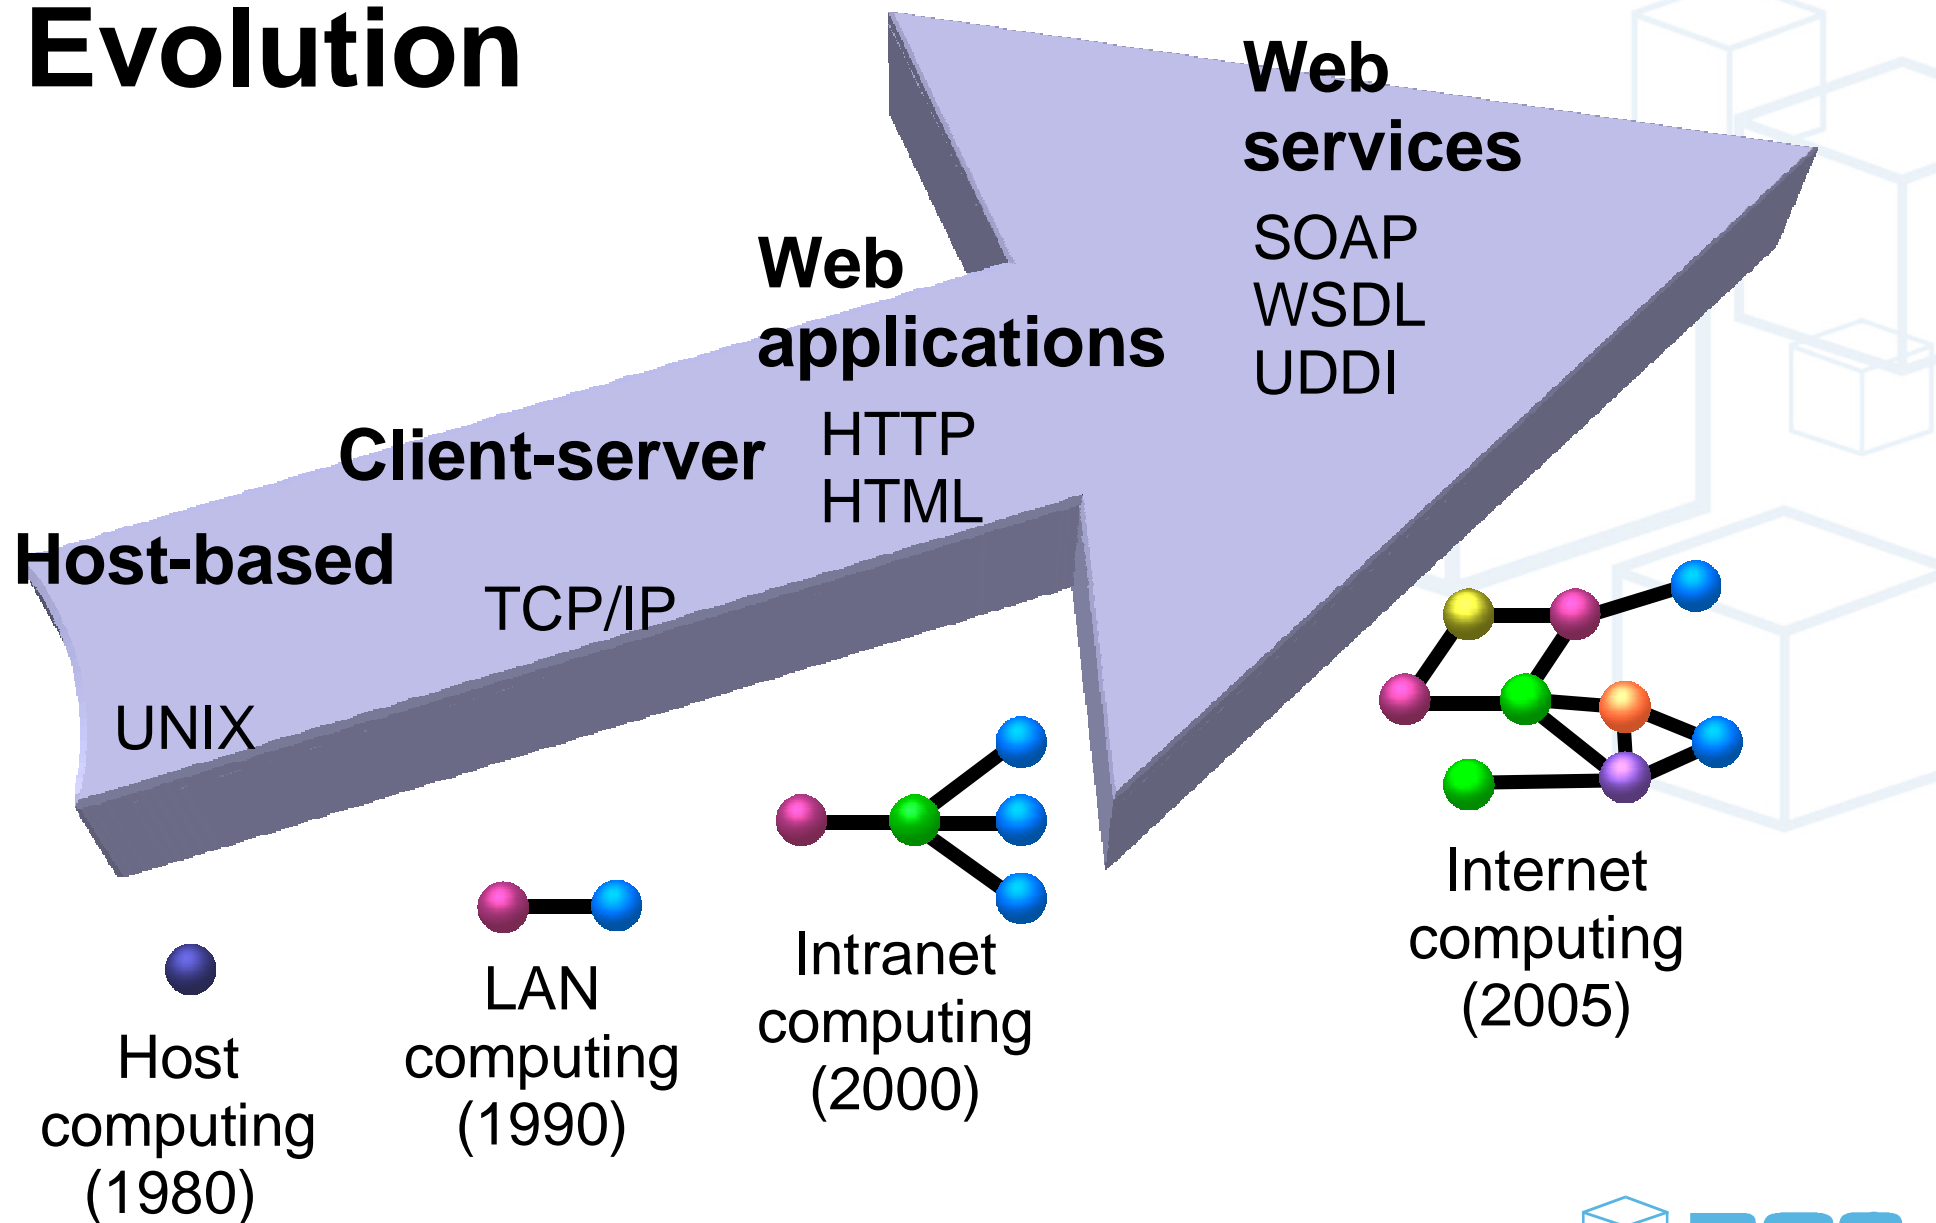 Evolution
Web
services
SOAP
WSDL
UDDI
Web
applications
HTTP
HTML
Client-server
TCP/IP
Host-based
UNIX
Host
computing
(1980)
LAN
computing
(1990)
Intranet
computing
(2000)
Internet
computing
(2005)